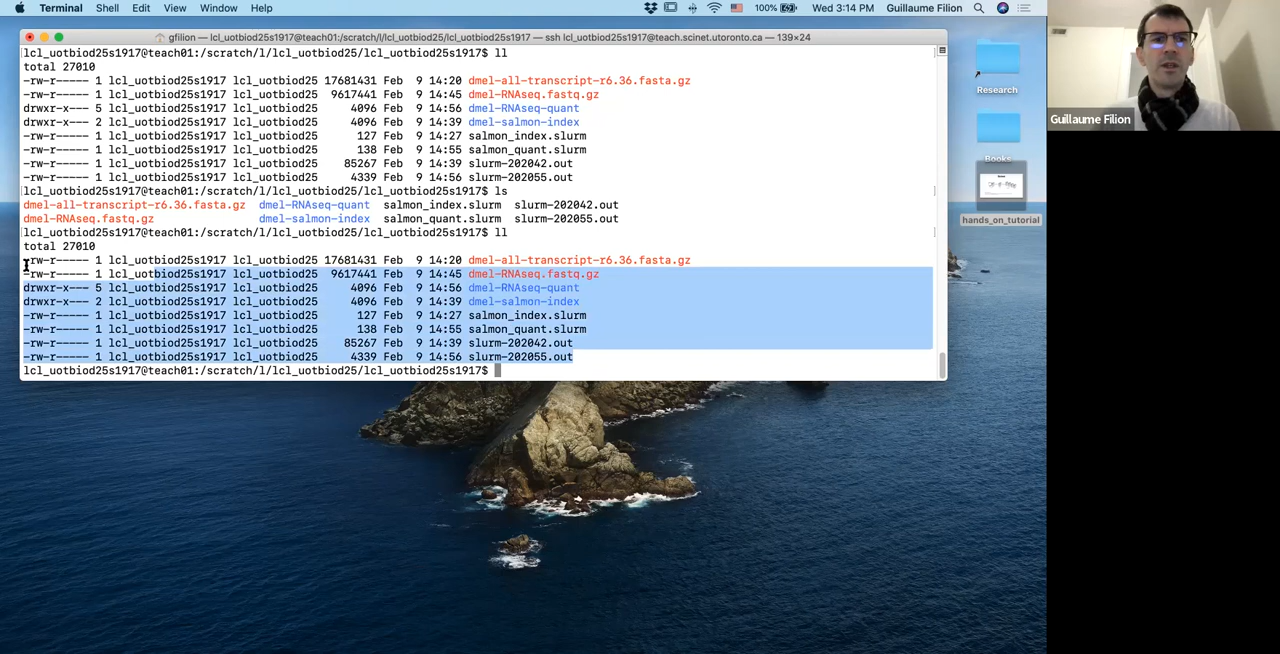 Terminal Shell Edit View Window Help 100% Wed 3:14 PM Guillaume Filion
gfilion — lcl_uotbiod25s1917@teach01:/scratch/l/lcl_uotbiod25/lcl_uotbiod25s1917 — ssh lcl_uotbiod25s1917@teach.scinet.utoronto.ca — 139×24
lcl_uotbiod25s1917@teach01:/scratch/l/lcl_uotbiod25/lcl_uotbiod25s1917$ ll
total 27010
-rw-r----- 1 lcl_uotbiod25s1917 lcl_uotbiod25 17681431 Feb  9 14:20 dmel-all-transcript-r6.36.fasta.gz
-rw-r----- 1 lcl_uotbiod25s1917 lcl_uotbiod25  9617441 Feb  9 14:45 dmel-RNAseq.fastq.gz
drwxr-x--- 5 lcl_uotbiod25s1917 lcl_uotbiod25     4096 Feb  9 14:56 dmel-RNAseq-quant
drwxr-x--- 2 lcl_uotbiod25s1917 lcl_uotbiod25     4096 Feb  9 14:39 dmel-salmon-index
-rw-r----- 1 lcl_uotbiod25s1917 lcl_uotbiod25      127 Feb  9 14:27 salmon_index.slurm
-rw-r----- 1 lcl_uotbiod25s1917 lcl_uotbiod25      138 Feb  9 14:55 salmon_quant.slurm
-rw-r----- 1 lcl_uotbiod25s1917 lcl_uotbiod25    85267 Feb  9 14:39 slurm-202042.out
-rw-r----- 1 lcl_uotbiod25s1917 lcl_uotbiod25     4339 Feb  9 14:56 slurm-202055.out
lcl_uotbiod25s1917@teach01:/scratch/l/lcl_uotbiod25/lcl_uotbiod25s1917$ ls
dmel-all-transcript-r6.36.fasta.gz  dmel-RNAseq-quant  salmon_index.slurm  slurm-202042.out
dmel-RNAseq.fastq.gz                dmel-salmon-index  salmon_quant.slurm  slurm-202055.out
lcl_uotbiod25s1917@teach01:/scratch/l/lcl_uotbiod25/lcl_uotbiod25s1917$ ll
total 27010
-rw-r----- 1 lcl_uotbiod25s1917 lcl_uotbiod25 17681431 Feb  9 14:20 dmel-all-transcript-r6.36.fasta.gz
-rw-r----- 1 lcl_uotbiod25s1917 lcl_uotbiod25  9617441 Feb  9 14:45 dmel-RNAseq.fastq.gz
drwxr-x--- 5 lcl_uotbiod25s1917 lcl_uotbiod25     4096 Feb  9 14:56 dmel-RNAseq-quant
drwxr-x--- 2 lcl_uotbiod25s1917 lcl_uotbiod25     4096 Feb  9 14:39 dmel-salmon-index
-rw-r----- 1 lcl_uotbiod25s1917 lcl_uotbiod25      127 Feb  9 14:27 salmon_index.slurm
-rw-r----- 1 lcl_uotbiod25s1917 lcl_uotbiod25      138 Feb  9 14:55 salmon_quant.slurm
-rw-r----- 1 lcl_uotbiod25s1917 lcl_uotbiod25    85267 Feb  9 14:39 slurm-202042.out
-rw-r----- 1 lcl_uotbiod25s1917 lcl_uotbiod25     4339 Feb  9 14:56 slurm-202055.out
lcl_uotbiod25s1917@teach01:/scratch/l/lcl_uotbiod25/lcl_uotbiod25s1917$
Research
Books
hands_on_tutorial
Guillaume Filion